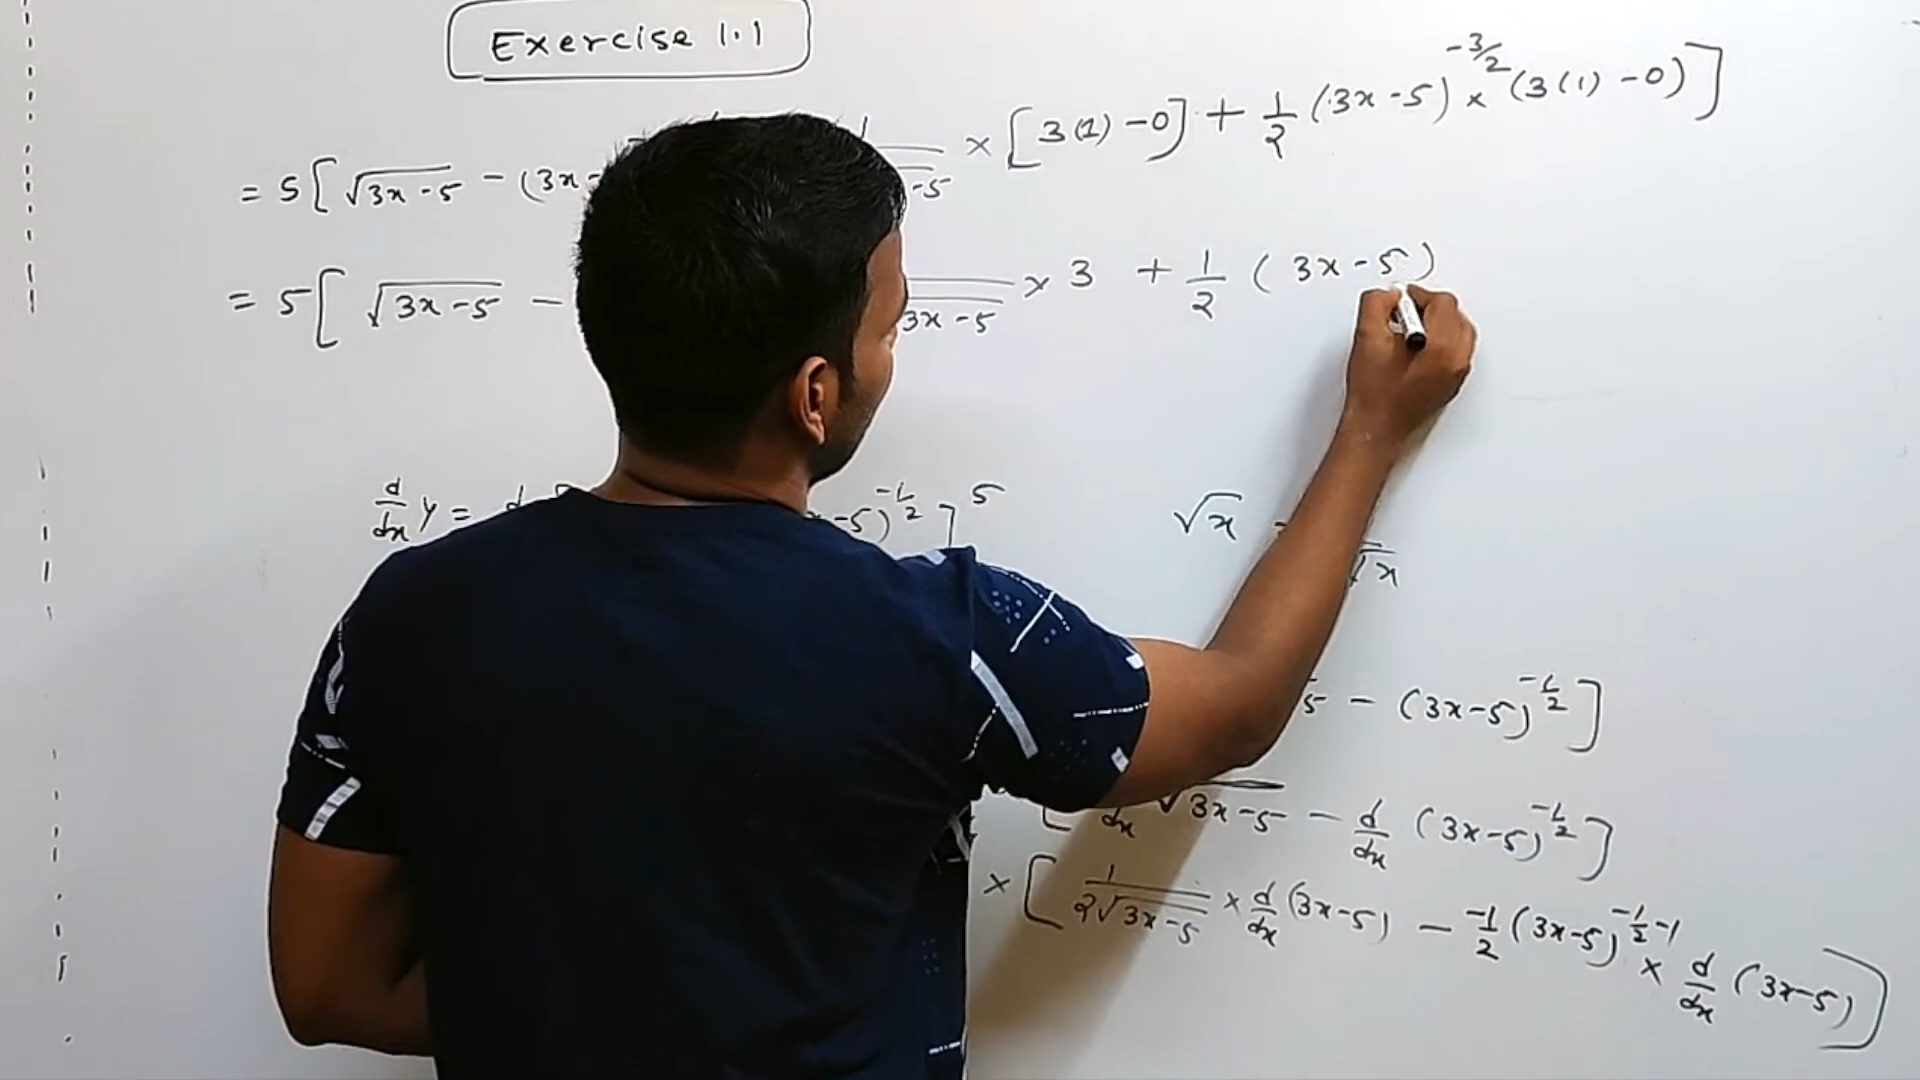 Exercise 1.1
= 5[√3x-5 - (3x- -5 × [3(1)-0] + 1/2 (3x-5)^-3/2 × (3(1)-0)]
= 5[√3x-5 - 3x-5 × 3 + 1/2 (3x-5)
d/dx y = -5)^-1/2]^5
√x √x
5 - (3x-5)^-1/2]
[ dx √3x-5 - d/dx (3x-5)^-1/2]
× [1/2√3x-5 × d/dx (3x-5) - -1/2 (3x-5)^-1/2-1 × d/dx (3x-5)]